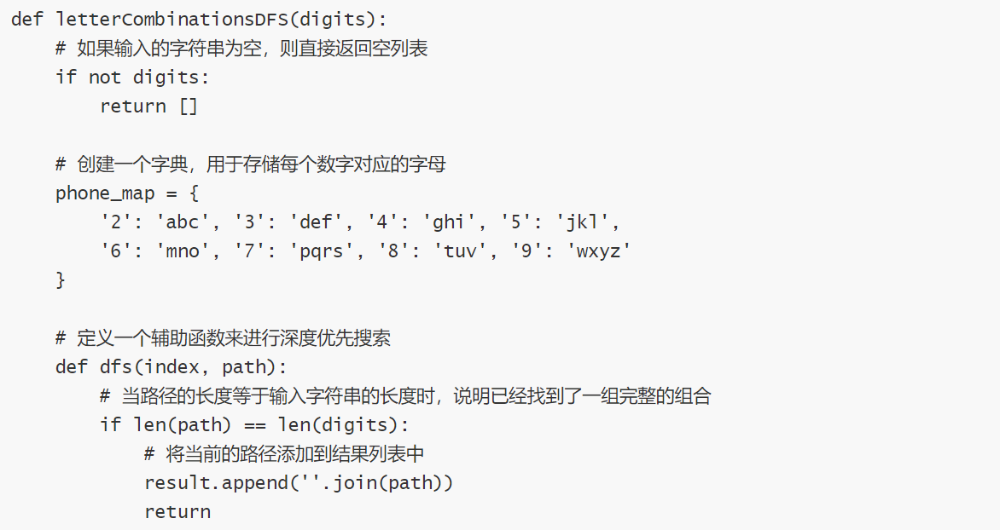 def letterCombinationsDFS(digits):
    # 如果输入的字符串为空，则直接返回空列表
    if not digits:
        return []

    # 创建一个字典，用于存储每个数字对应的字母
    phone_map = {
        '2': 'abc', '3': 'def', '4': 'ghi', '5': 'jkl',
        '6': 'mno', '7': 'pqrs', '8': 'tuv', '9': 'wxyz'
    }

    # 定义一个辅助函数来进行深度优先搜索
    def dfs(index, path):
        # 当路径的长度等于输入字符串的长度时，说明已经找到了一组完整的组合
        if len(path) == len(digits):
            # 将当前的路径添加到结果列表中
            result.append(''.join(path))
            return